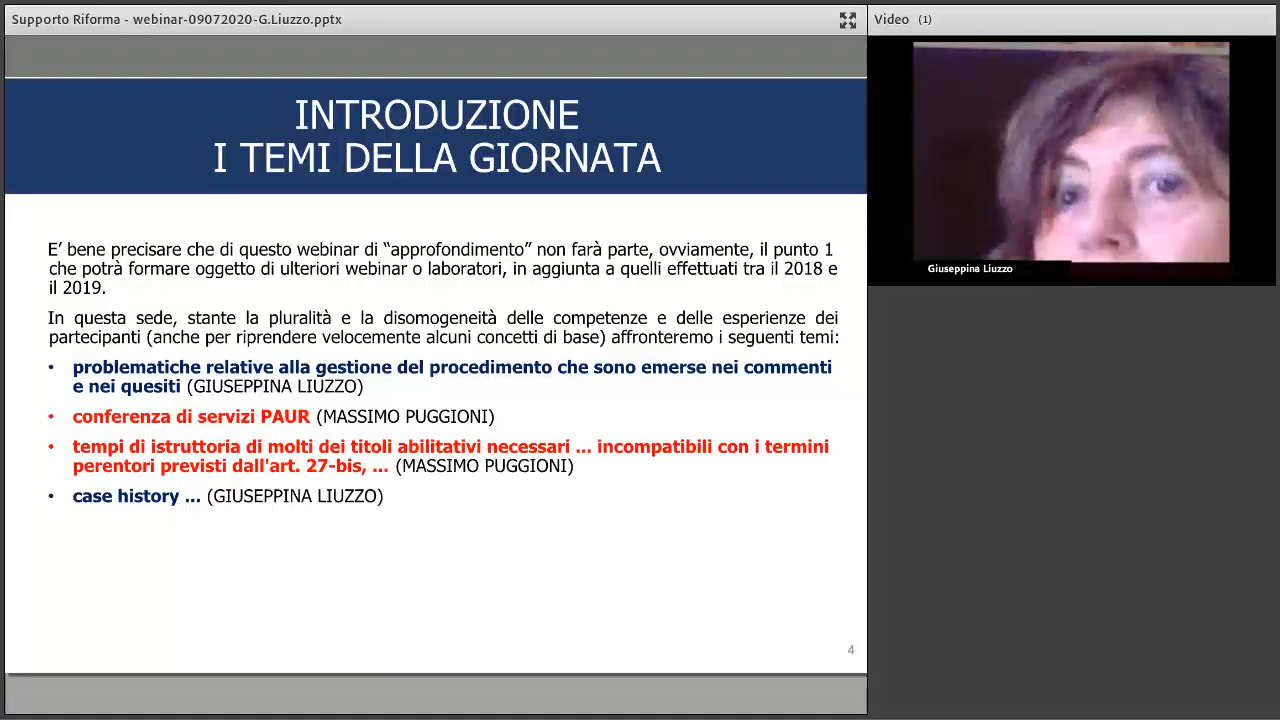 Supporto Riforma - webinar-09072020-G.Liuzzo.pptx
Video (1)
INTRODUZIONE
I TEMI DELLA GIORNATA
E’ bene precisare che di questo webinar di “approfondimento” non farà parte, ovviamente, il punto 1
che potrà formare oggetto di ulteriori webinar o laboratori, in aggiunta a quelli effettuati tra il 2018 e
il 2019.
In questa sede, stante la pluralità e la disomogeneità delle competenze e delle esperienze dei
partecipanti (anche per riprendere velocemente alcuni concetti di base) affronteremo i seguenti temi:
• problematiche relative alla gestione del procedimento che sono emerse nei commenti
e nei quesiti (GIUSEPPINA LIUZZO)
• conferenza di servizi PAUR (MASSIMO PUGGIONI)
• tempi di istruttoria di molti dei titoli abilitativi necessari ... incompatibili con i termini
perentori previsti dall'art. 27-bis, ... (MASSIMO PUGGIONI)
• case history ... (GIUSEPPINA LIUZZO)
4
Giuseppina Liuzzo